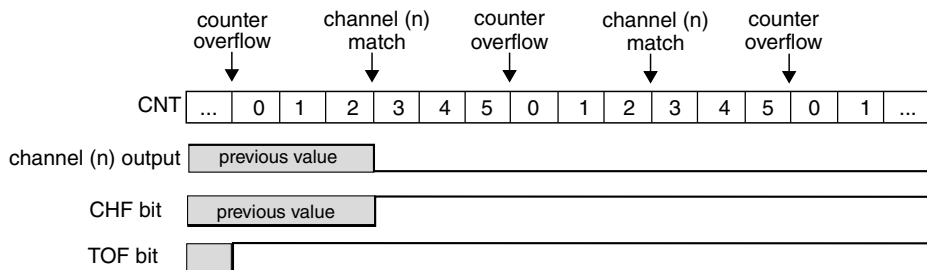 counter overflow
channel (n) match
counter overflow
channel (n) match
counter overflow
CNT ... 0 1 2 3 4 5 0 1 2 3 4 5 0 1 ...
channel (n) output previous value
CHF bit previous value
TOF bit